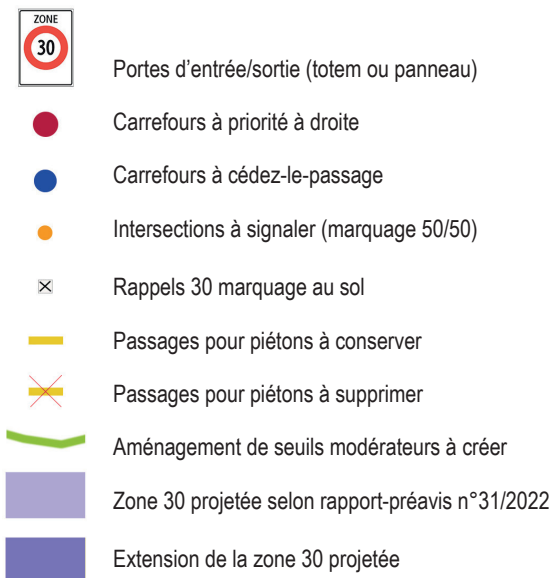 ZONE
30
Portes d'entrée/sortie (totem ou panneau)
Carrefours à priorité à droite
Carrefours à cédez-le-passage
Intersections à signaler (marquage 50/50)
Rappels 30 marquage au sol
Passages pour piétons à conserver
Passages pour piétons à supprimer
Aménagement de seuils modérateurs à créer
Zone 30 projetée selon rapport-préavis n°31/2022
Extension de la zone 30 projetée